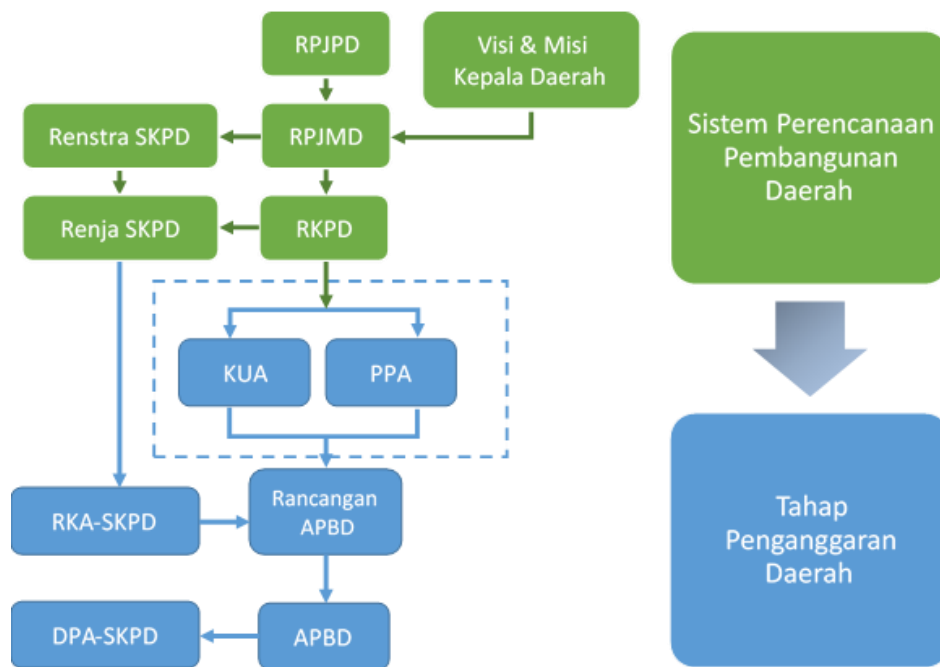 RPJPD
Visi & Misi
Kepala Daerah
Renstra SKPD
RPJMD
Renja SKPD
RKPD
KUA
PPA
RKA-SKPD
Rancangan
APBD
DPA-SKPD
APBD
Sistem Perencanaan
Pembangunan
Daerah
Tahap
Penganggaran
Daerah